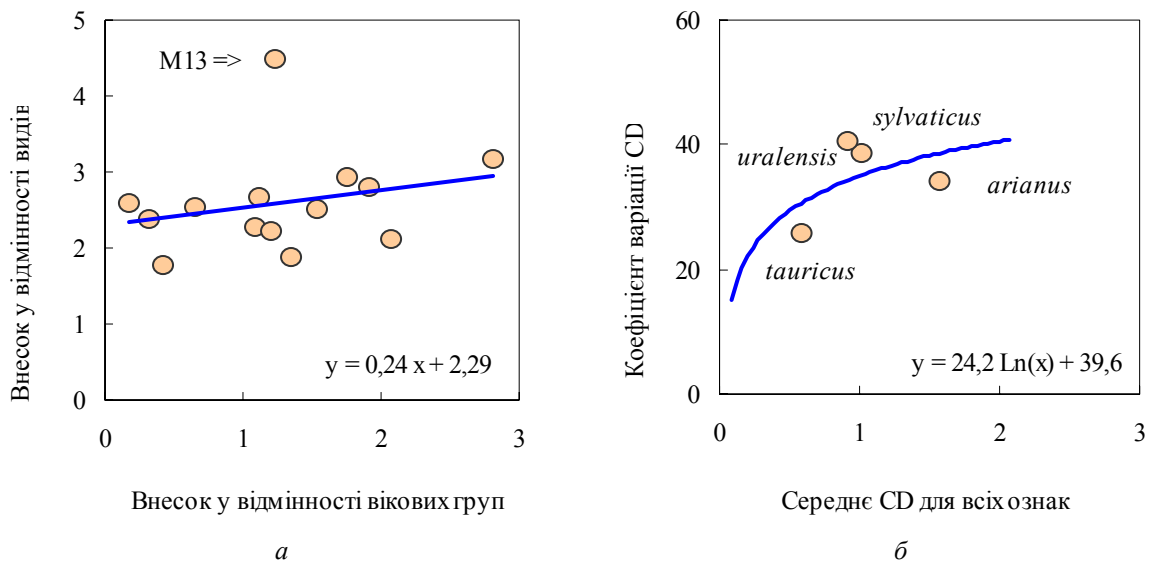 5
4
3
2
1
0
0
1
2
3
Внесок у відмінності видів
M13 =>
y = 0,24 x + 2,29
Внесок у відмінності вікових груп
а
60
40
20
0
0
1
2
3
Коефіцієнт варіації CD
sylvaticus
uralensis
arianus
tauricus
y = 24,2 Ln(x) + 39,6
Середнє CD для всіх ознак
б